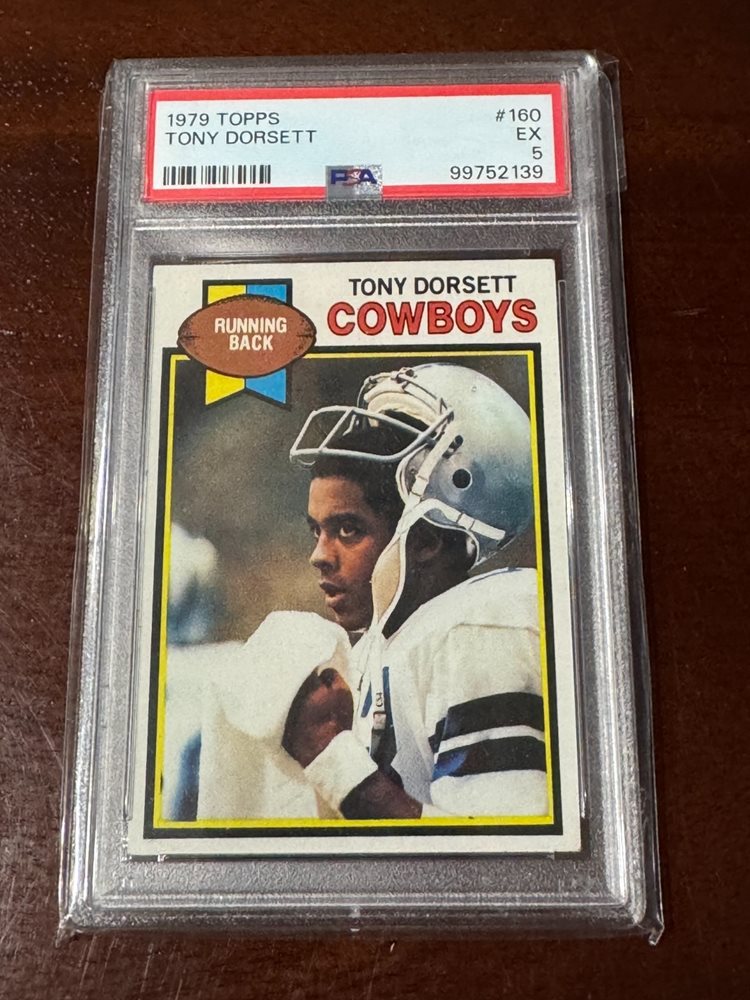 1979 TOPPS #160
TONY DORSETT EX
5
PSA 99752139
TONY DORSETT
COWBOYS
RUNNING
BACK